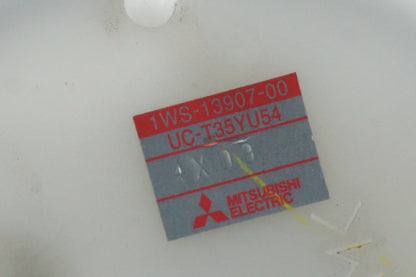 1WS-13907-00
UC-T35YU54
MITSUBISHI
ELECTRIC